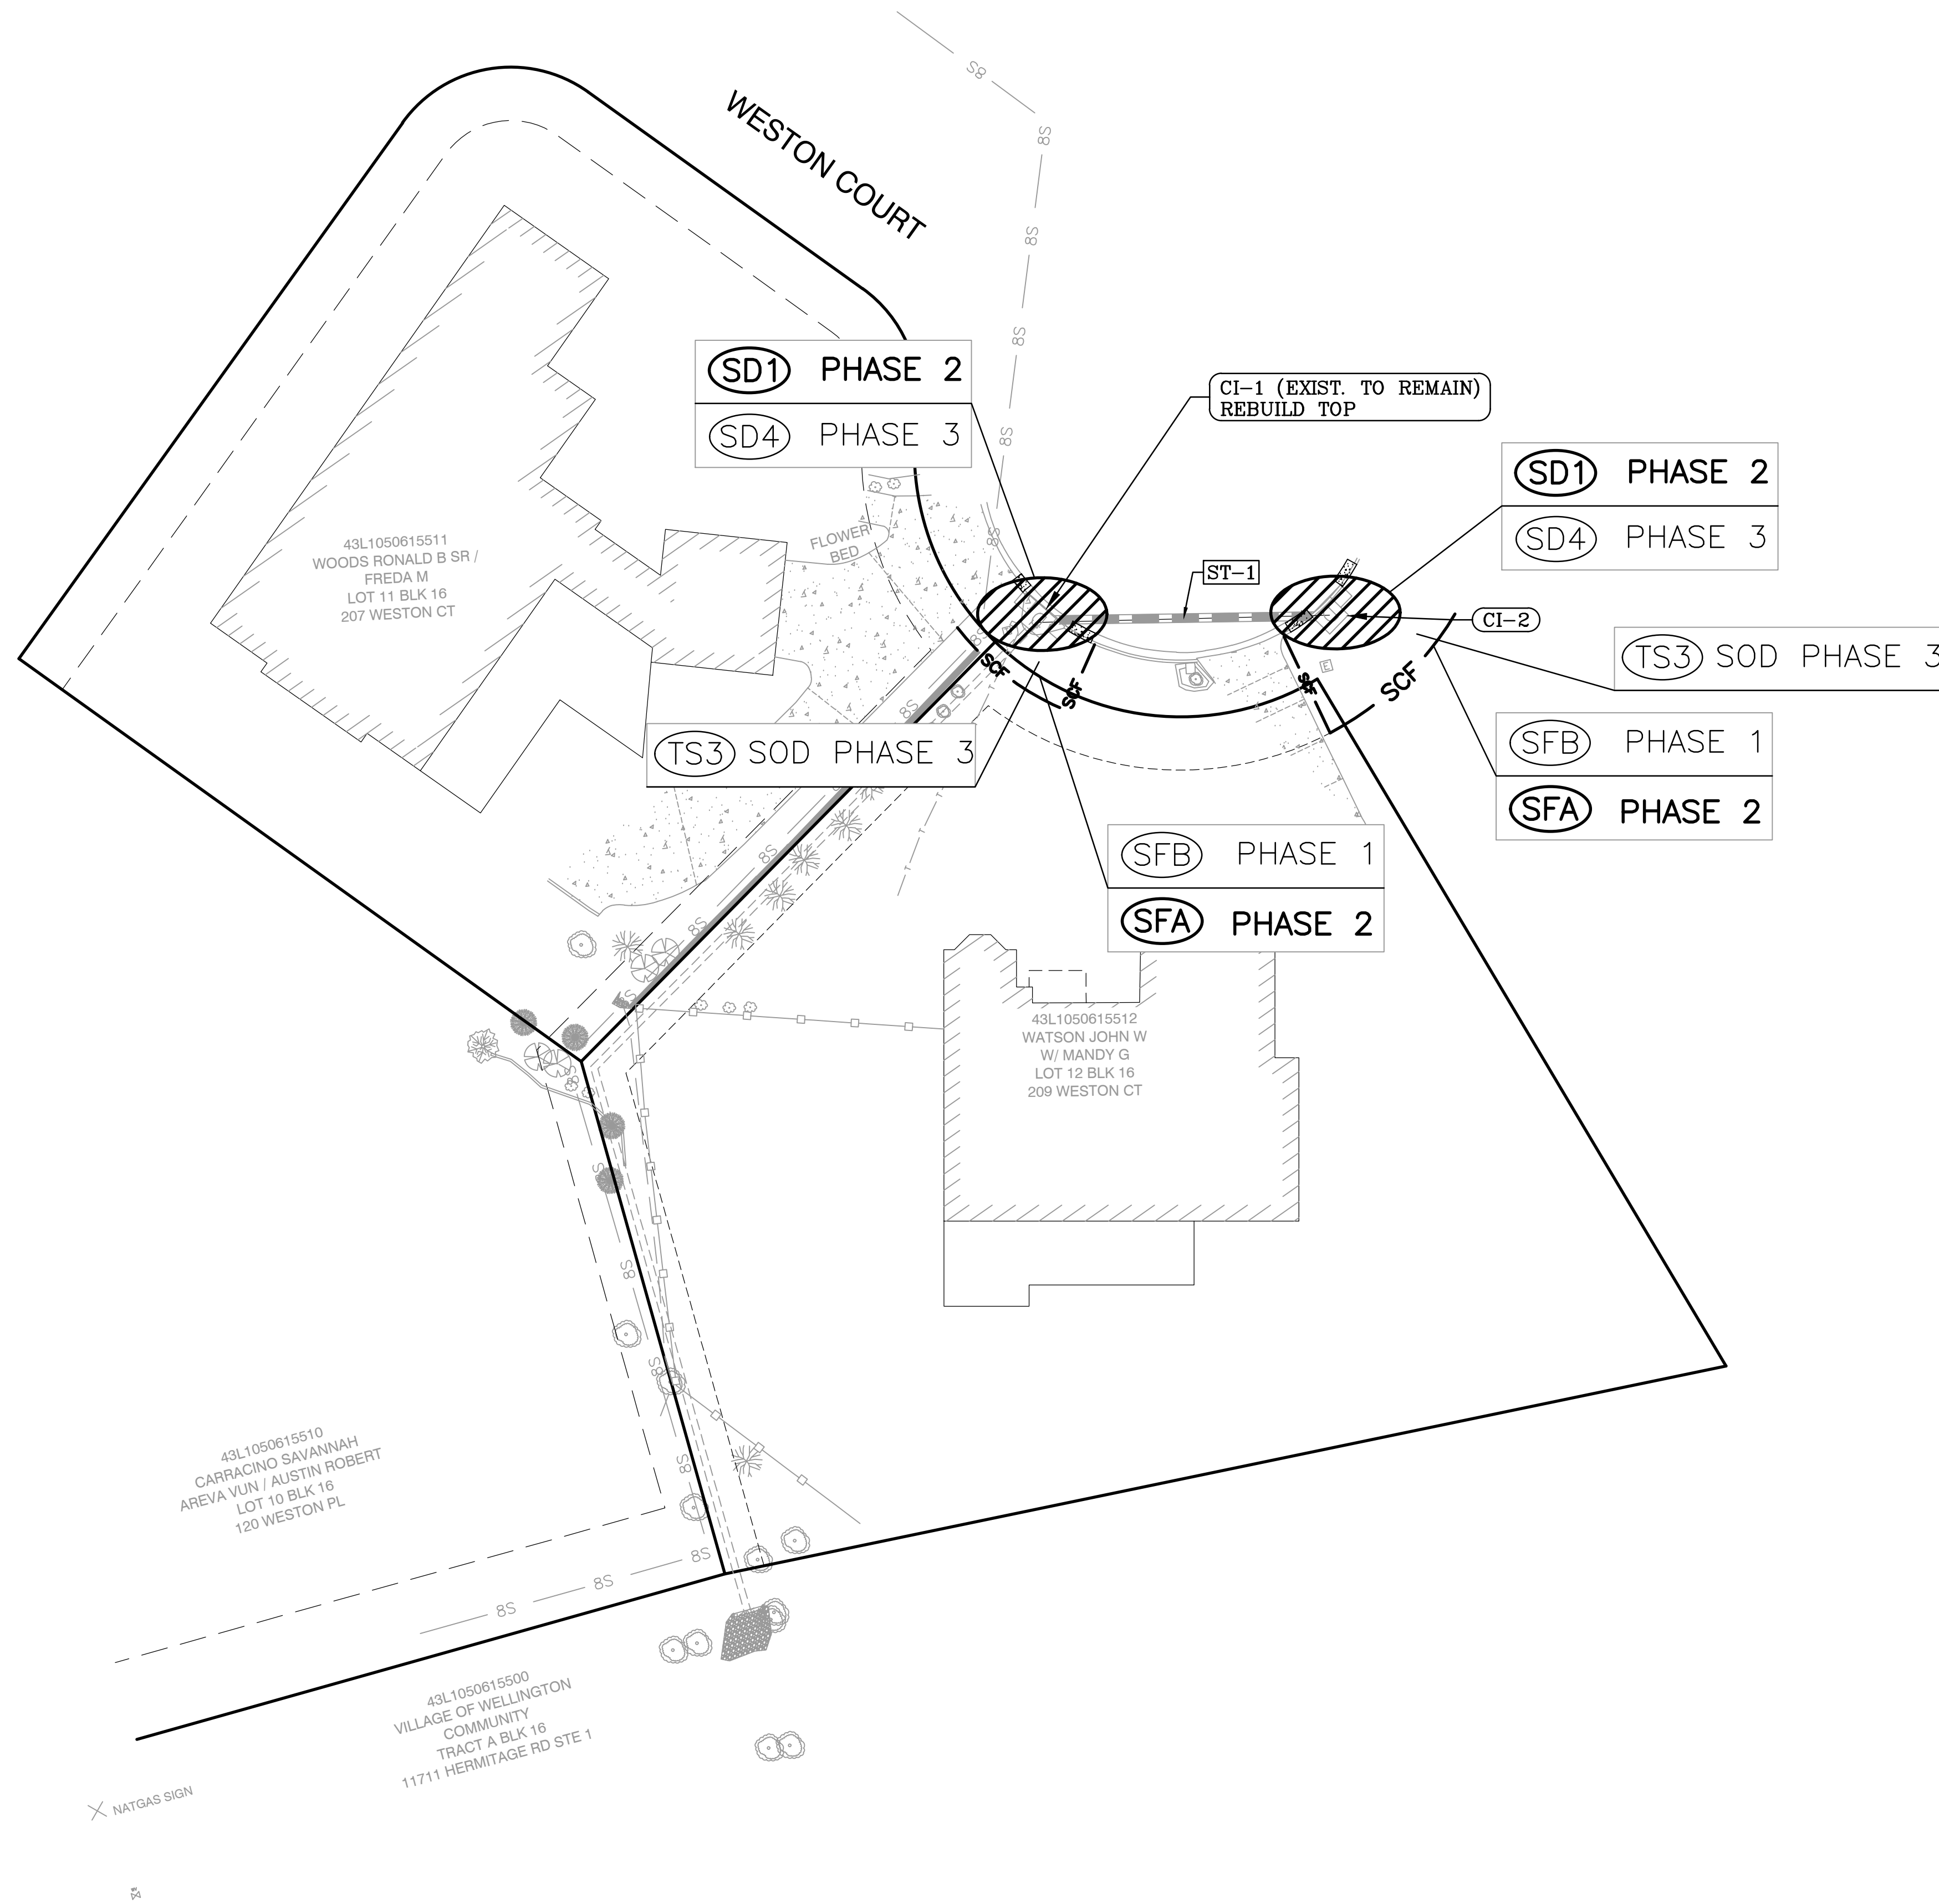 WESTON COURT
S8
8S
8S
8S
8S
8S
SD1 PHASE 2
SD4 PHASE 3
CI-1 (EXIST. TO REMAIN)
REBUILD TOP
SD1 PHASE 2
SD4 PHASE 3
FLOWER
BED
43L1050615511
WOODS RONALD B SR /
FREDA M
LOT 11 BLK 16
207 WESTON CT
ST-1
CI-2
8S
SCF
SCF
SCF
SCF
E
TS3 SOD PHASE 3
TS3 SOD PHASE 3
SFB PHASE 1
SFA PHASE 2
8S
T
T
T
SFB PHASE 1
SFA PHASE 2
8S
8S
43L1050615512
WATSON JOHN W
W/ MANDY G
LOT 12 BLK 16
209 WESTON CT
8S
8S
8S
8S
43L1050615510
CARRACINO SAVANNAH
AREVA VUN / AUSTIN ROBERT
LOT 10 BLK 16
120 WESTON PL
8S
8S
8S
43L1050615500
VILLAGE OF WELLINGTON
COMMUNITY
TRACT A BLK 16
11711 HERMITAGE RD STE 1
NATGAS SIGN